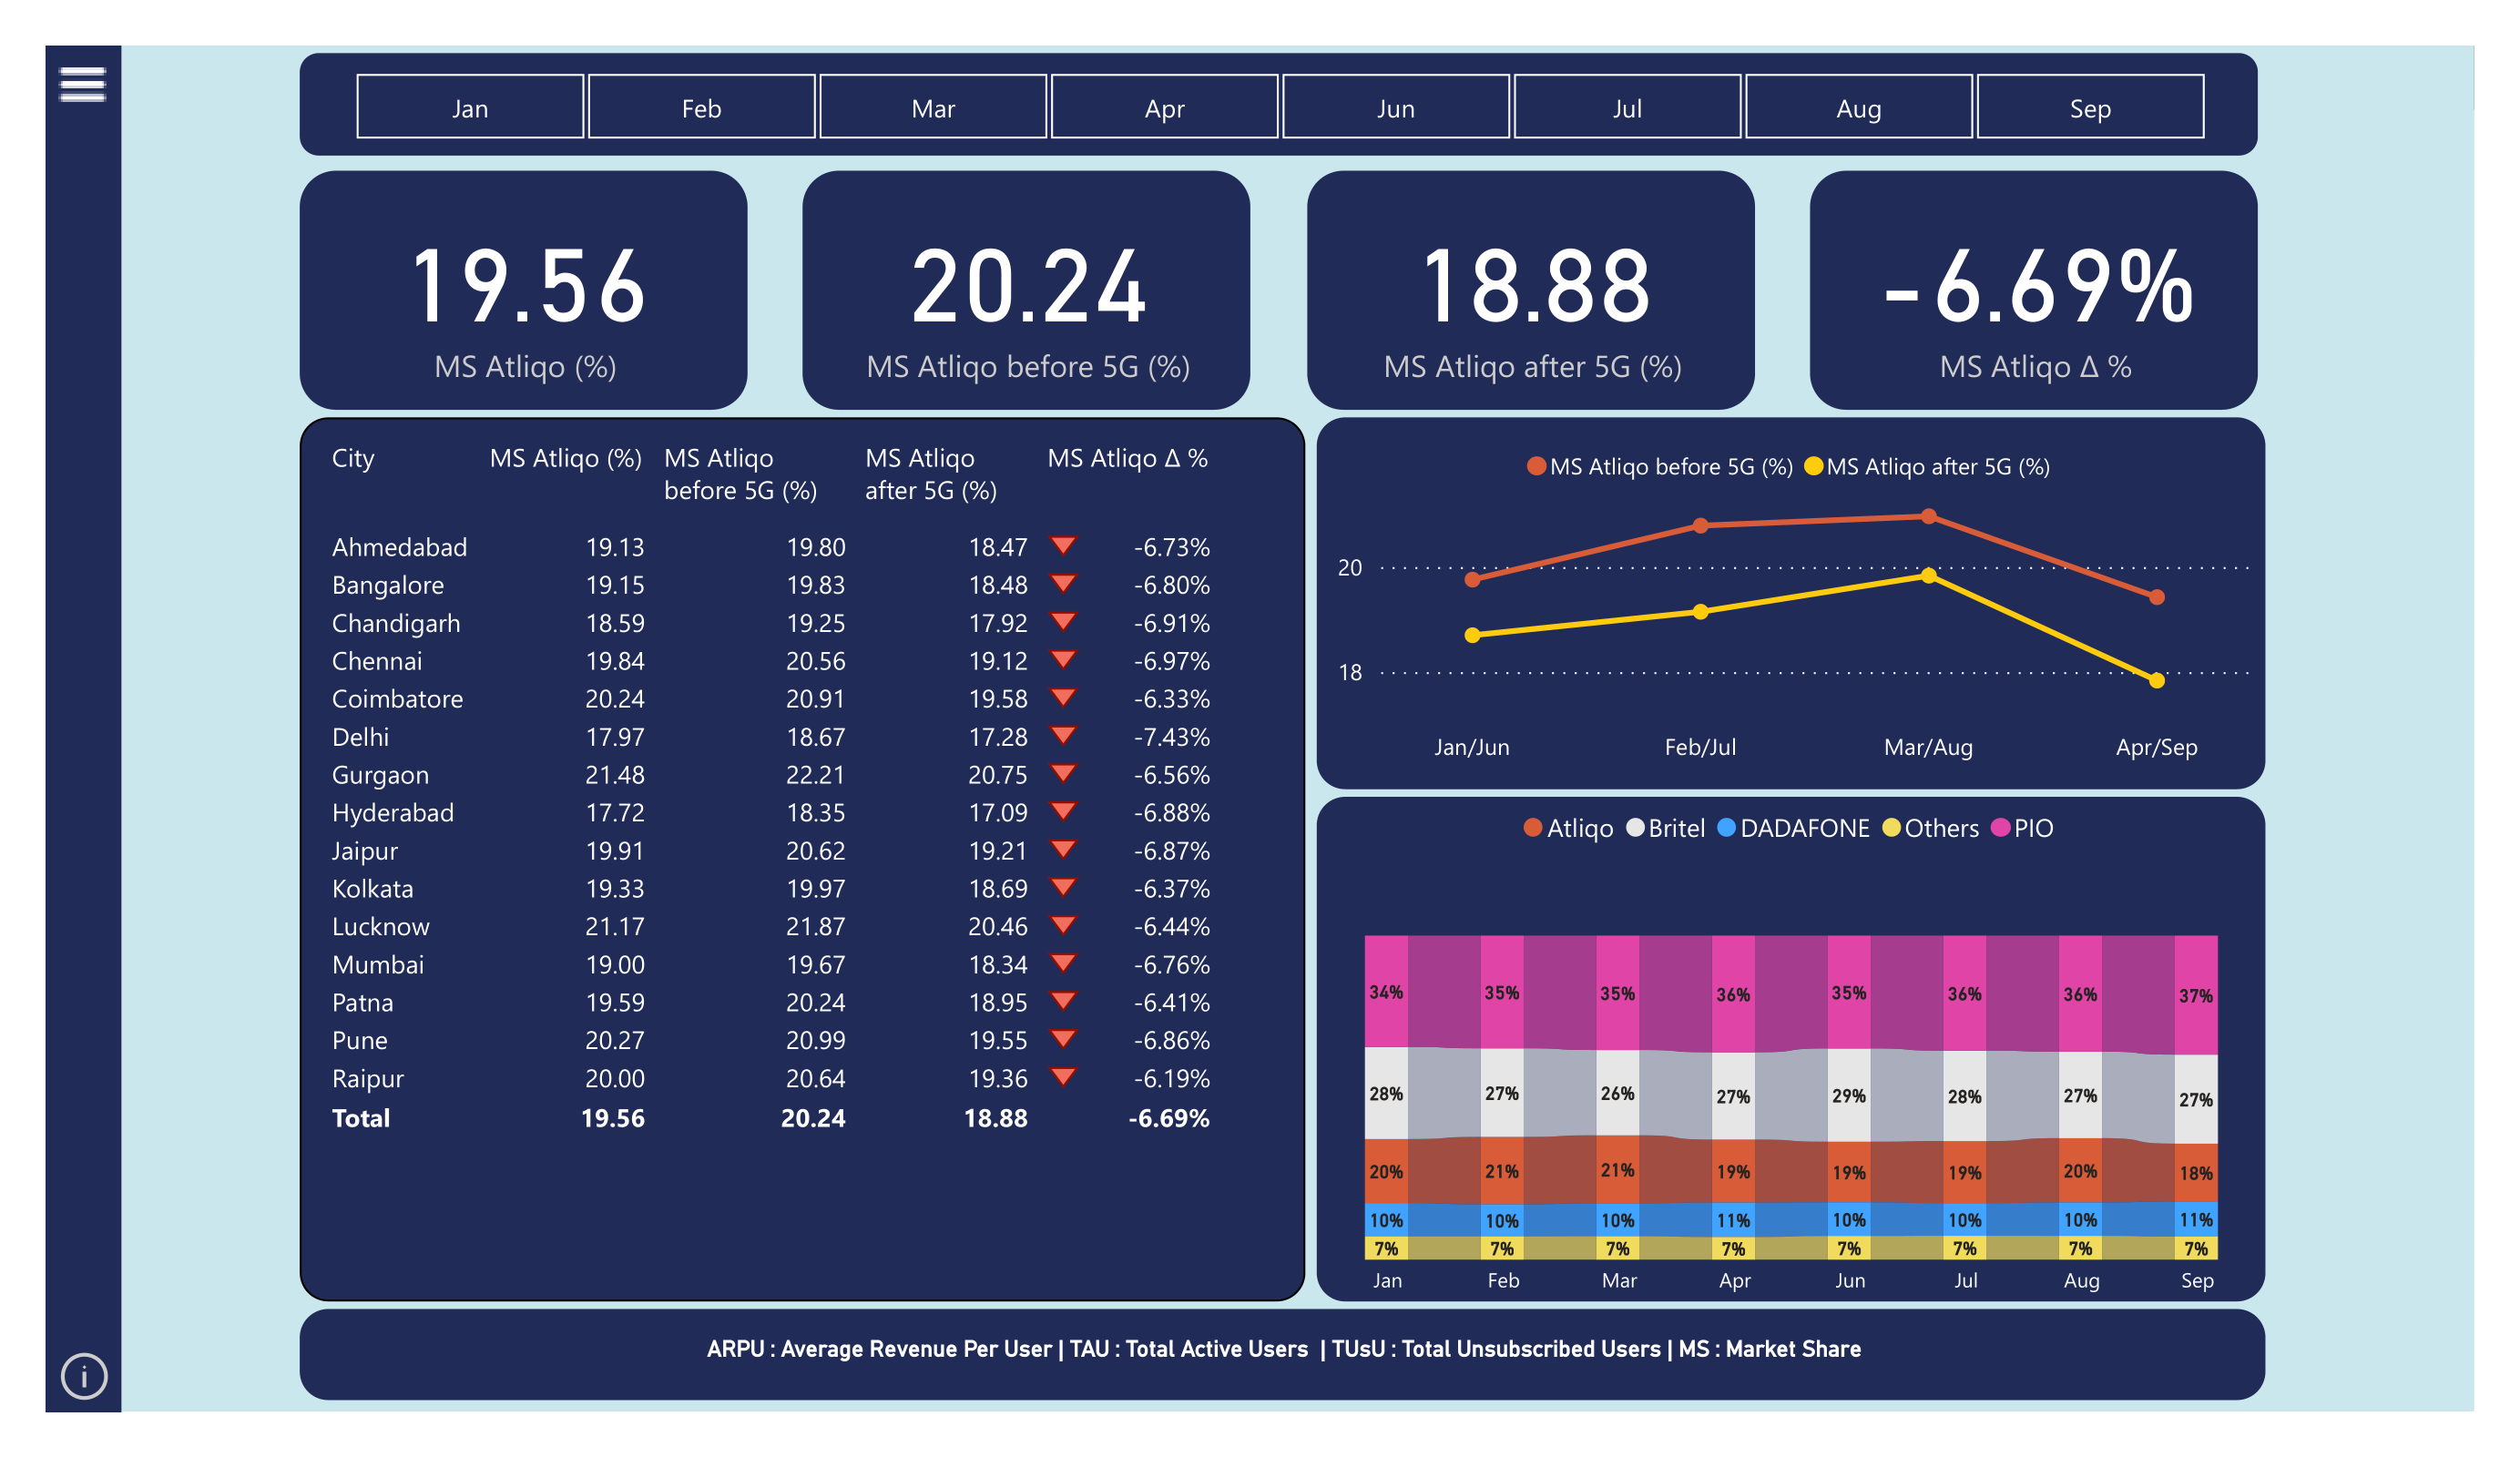 Jan Feb Mar Apr Jun Jul Aug Sep
19.56 20.24 18.88 -6.69%
MS Atliqo (%) MS Atliqo before 5G (%) MS Atliqo after 5G (%) MS Atliqo Δ %
City MS Atliqo (%) MS Atliqo before 5G (%) MS Atliqo after 5G (%) MS Atliqo Δ %
Ahmedabad 19.13 19.80 18.47 -6.73%
Bangalore 19.15 19.83 18.48 -6.80%
Chandigarh 18.59 19.25 17.92 -6.91%
Chennai 19.84 20.56 19.12 -6.97%
Coimbatore 20.24 20.91 19.58 -6.33%
Delhi 17.97 18.67 17.28 -7.43%
Gurgaon 21.48 22.21 20.75 -6.56%
Hyderabad 17.72 18.35 17.09 -6.88%
Jaipur 19.91 20.62 19.21 -6.87%
Kolkata 19.33 19.97 18.69 -6.37%
Lucknow 21.17 21.87 20.46 -6.44%
Mumbai 19.00 19.67 18.34 -6.76%
Patna 19.59 20.24 18.95 -6.41%
Pune 20.27 20.99 19.55 -6.86%
Raipur 20.00 20.64 19.36 -6.19%
Total 19.56 20.24 18.88 -6.69%
MS Atliqo before 5G (%) MS Atliqo after 5G (%)
20
18
Jan/Jun Feb/Jul Mar/Aug Apr/Sep
Atliqo Britel DADAFONE Others PIO
34% 35% 35% 36% 35% 36% 36% 37%
28% 27% 26% 27% 29% 28% 27% 27%
20% 21% 21% 19% 19% 19% 20% 18%
10% 10% 10% 11% 10% 10% 10% 11%
7% 7% 7% 7% 7% 7% 7% 7%
Jan Feb Mar Apr Jun Jul Aug Sep
ARPU : Average Revenue Per User | TAU : Total Active Users | TUsU : Total Unsubscribed Users | MS : Market Share
i